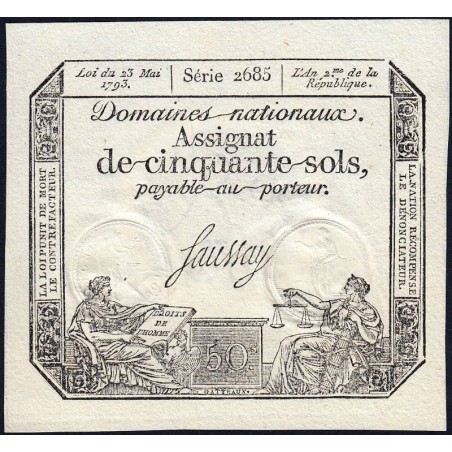 Loi du 23 Mai
1793.
Série 2685
L'An 2.me de la
République.
Domaines nationaux.
Assignat
de cinquante sols,
payable au porteur.
LA LOI PUNIT DE MORT
LE CONTREFACTEUR.
LA NATION RÉCOMPENSE
LE DÉNONCIATEUR.
Saussay
DROITS
DE
L'HOMME
50s
GATTEAUX.